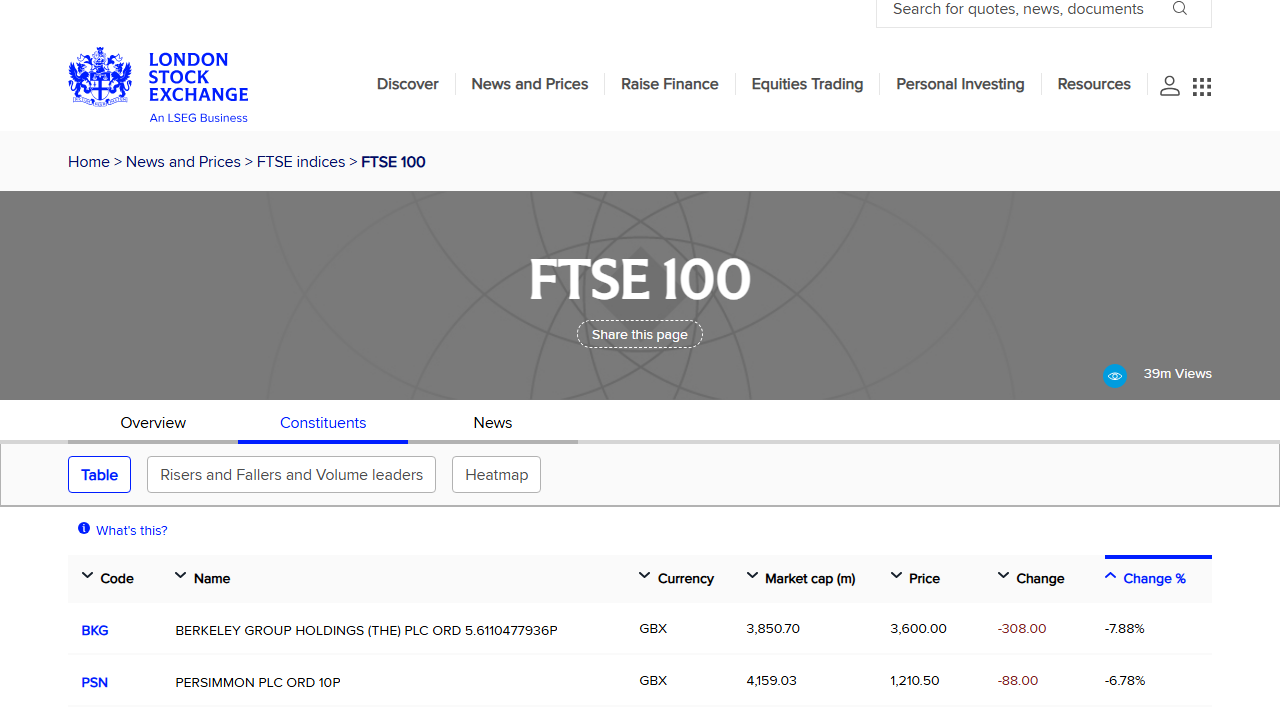 Search for quotes, news, documents
LONDON
STOCK
EXCHANGE
An LSEG Business
Discover
News and Prices
Raise Finance
Equities Trading
Personal Investing
Resources
Home > News and Prices > FTSE indices > FTSE 100
FTSE 100
Share this page
39m Views
Overview
Constituents
News
Table
Risers and Fallers and Volume leaders
Heatmap
What's this?
Code Name Currency Market cap (m) Price Change Change %
BKG BERKELEY GROUP HOLDINGS (THE) PLC ORD 5.6110477936P GBX 3,850.70 3,600.00 -308.00 -7.88%
PSN PERSIMMON PLC ORD 10P GBX 4,159.03 1,210.50 -88.00 -6.78%